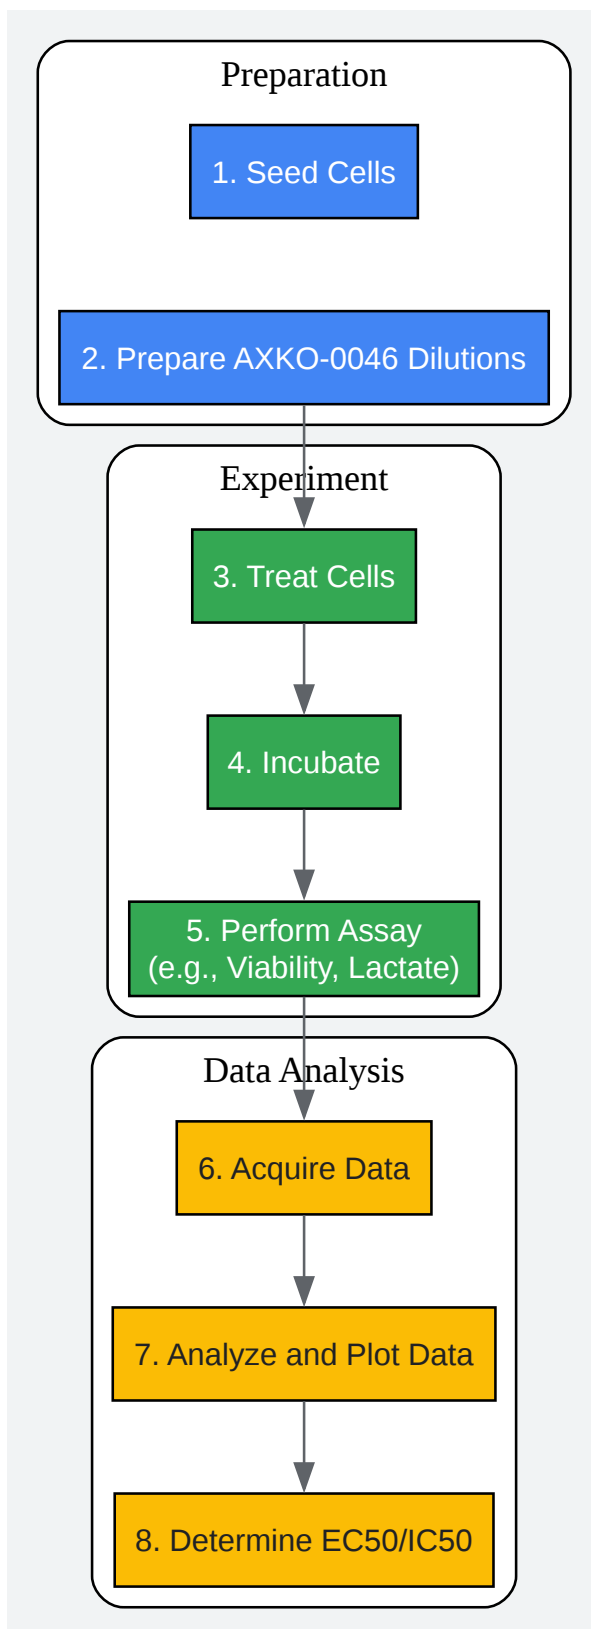 Preparation
1. Seed Cells
2. Prepare AXKO-0046 Dilutions
Experiment
3. Treat Cells
4. Incubate
5. Perform Assay
(e.g., Viability, Lactate)
Data Analysis
6. Acquire Data
7. Analyze and Plot Data
8. Determine EC50/IC50